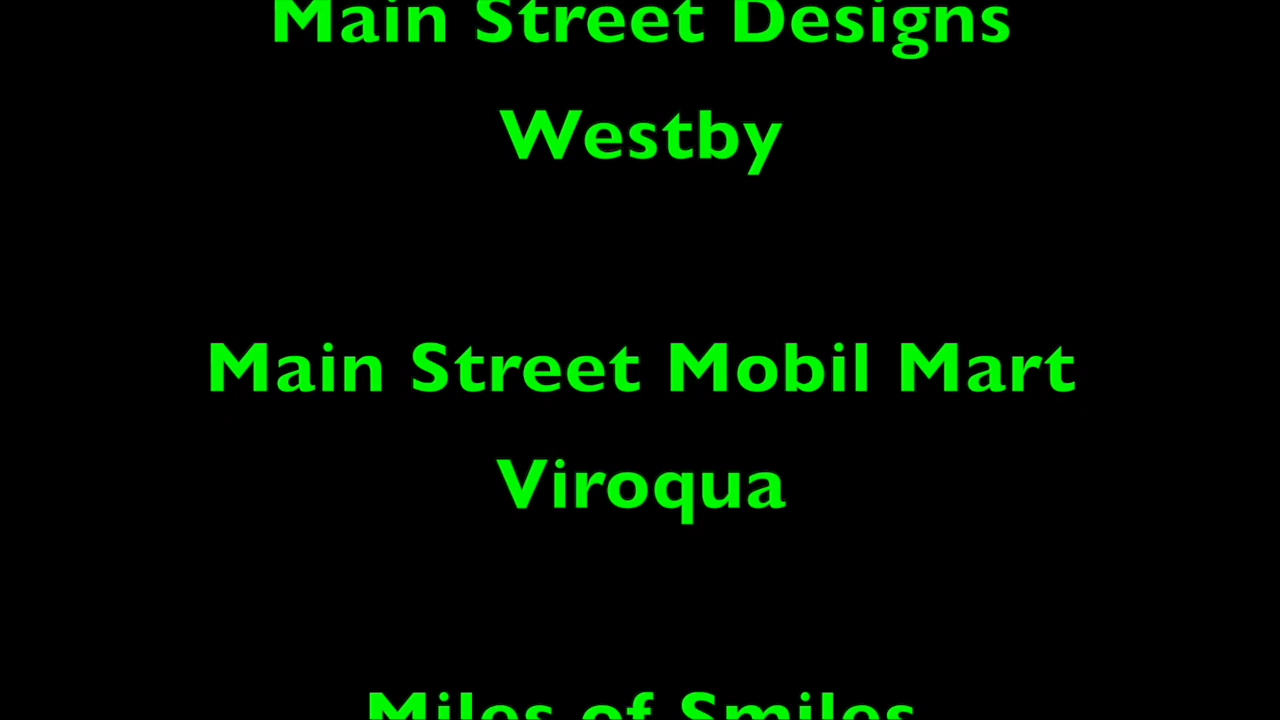 Main Street Designs
Westby
Main Street Mobil Mart
Viroqua
Miles of Smiles